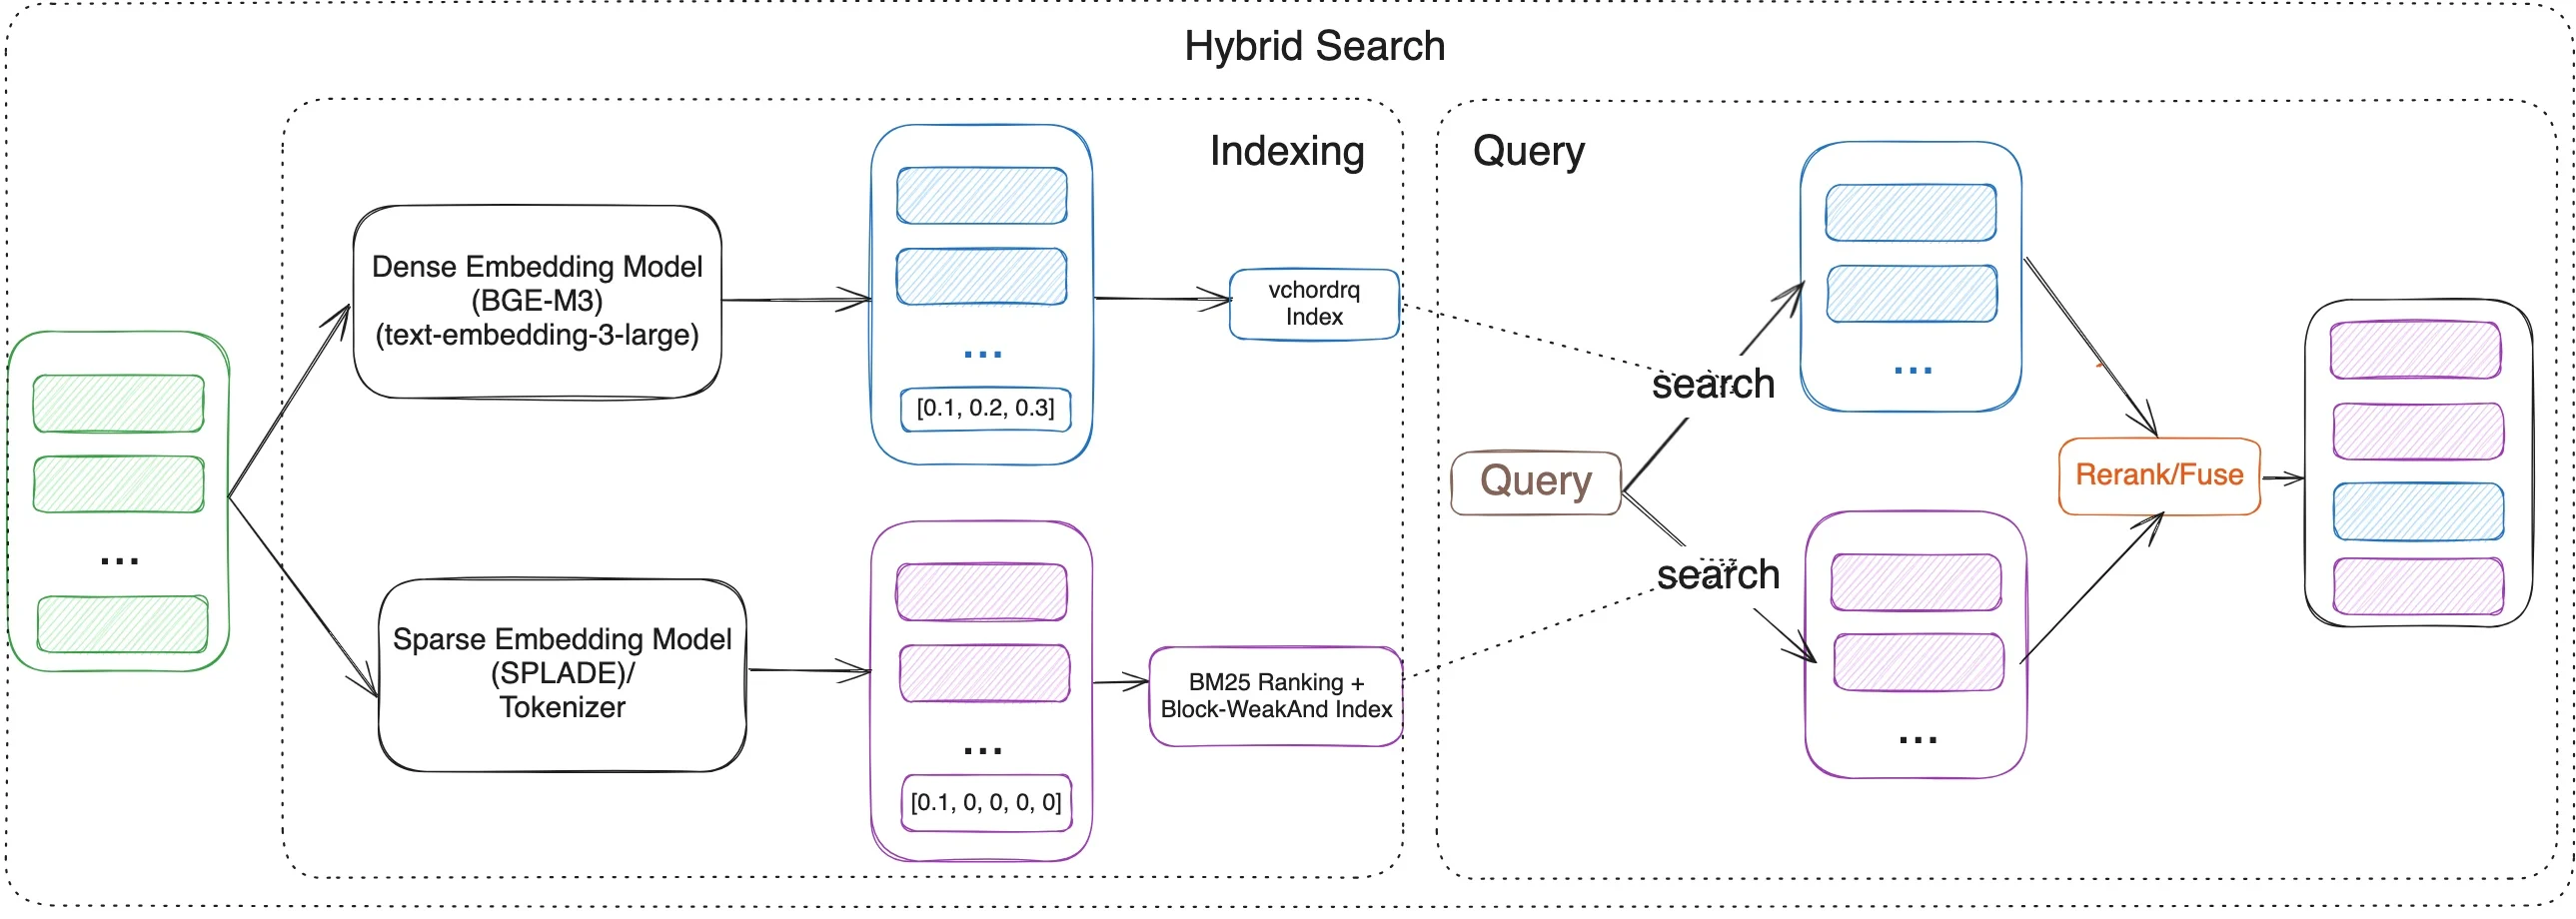 Hybrid Search
Indexing
Dense Embedding Model
(BGE-M3)
(text-embedding-3-large)
...
[0.1, 0.2, 0.3]
vchordrq
Index
...
Sparse Embedding Model
(SPLADE)/
Tokenizer
...
[0.1, 0, 0, 0, 0]
BM25 Ranking +
Block-WeakAnd Index
Query
Query
search
search
...
...
Rerank/Fuse